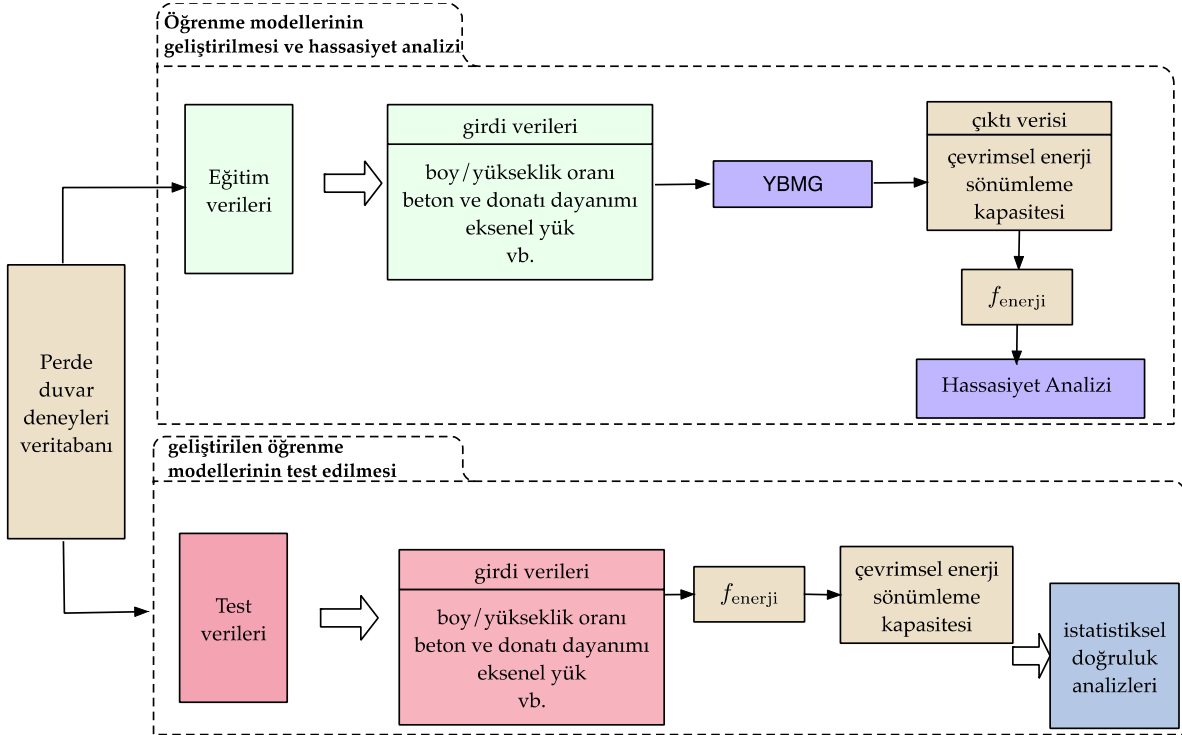 Öğrenme modellerinin
geliştirilmesi ve hassasiyet analizi
Perde
duvar
deneyleri
veritabanı
Eğitim
verileri
girdi verileri
boy/yükseklik oranı
beton ve donatı dayanımı
eksenel yük
vb.
YBMG
çıktı verisi
çevrimsel enerji
sönümleme
kapasitesi
f enerji
Hassasiyet Analizi
geliştirilen öğrenme
modellerinin test edilmesi
Test
verileri
girdi verileri
boy/yükseklik oranı
beton ve donatı dayanımı
eksenel yük
vb.
f enerji
çevrimsel enerji
sönümleme
kapasitesi
istatistiksel
doğruluk
analizleri